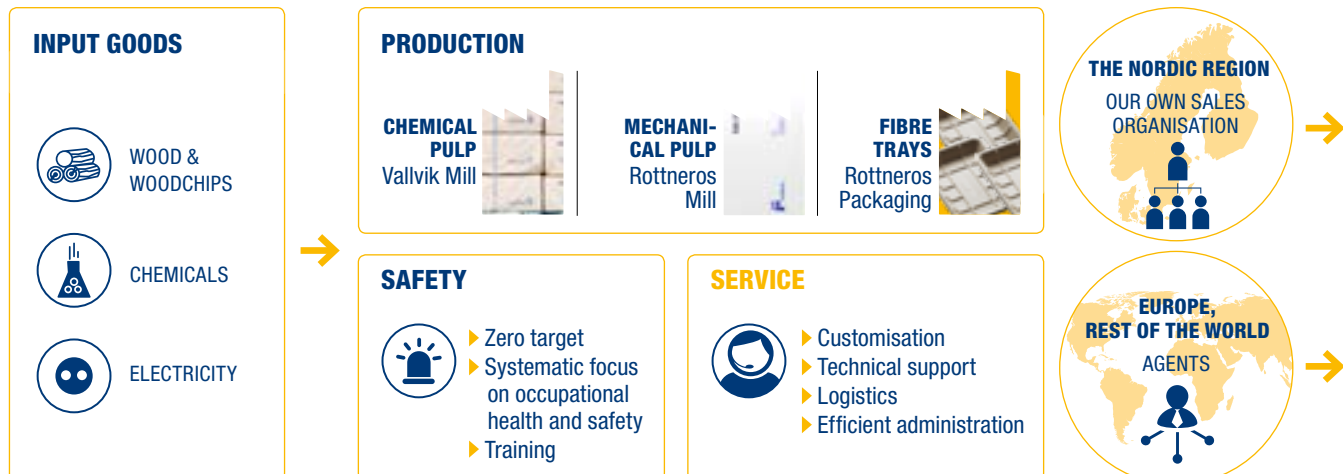 INPUT GOODS
WOOD &
WOODCHIPS
CHEMICALS
ELECTRICITY
PRODUCTION
CHEMICAL
PULP
Vallvik Mill
MECHANI-
CAL PULP
Rottneros
Mill
FIBRE
TRAYS
Rottneros
Packaging
SAFETY
Zero target
Systematic focus
on occupational
health and safety
Training
SERVICE
Customisation
Technical support
Logistics
Efficient administration
THE NORDIC REGION
OUR OWN SALES
ORGANISATION
EUROPE,
REST OF THE WORLD
AGENTS